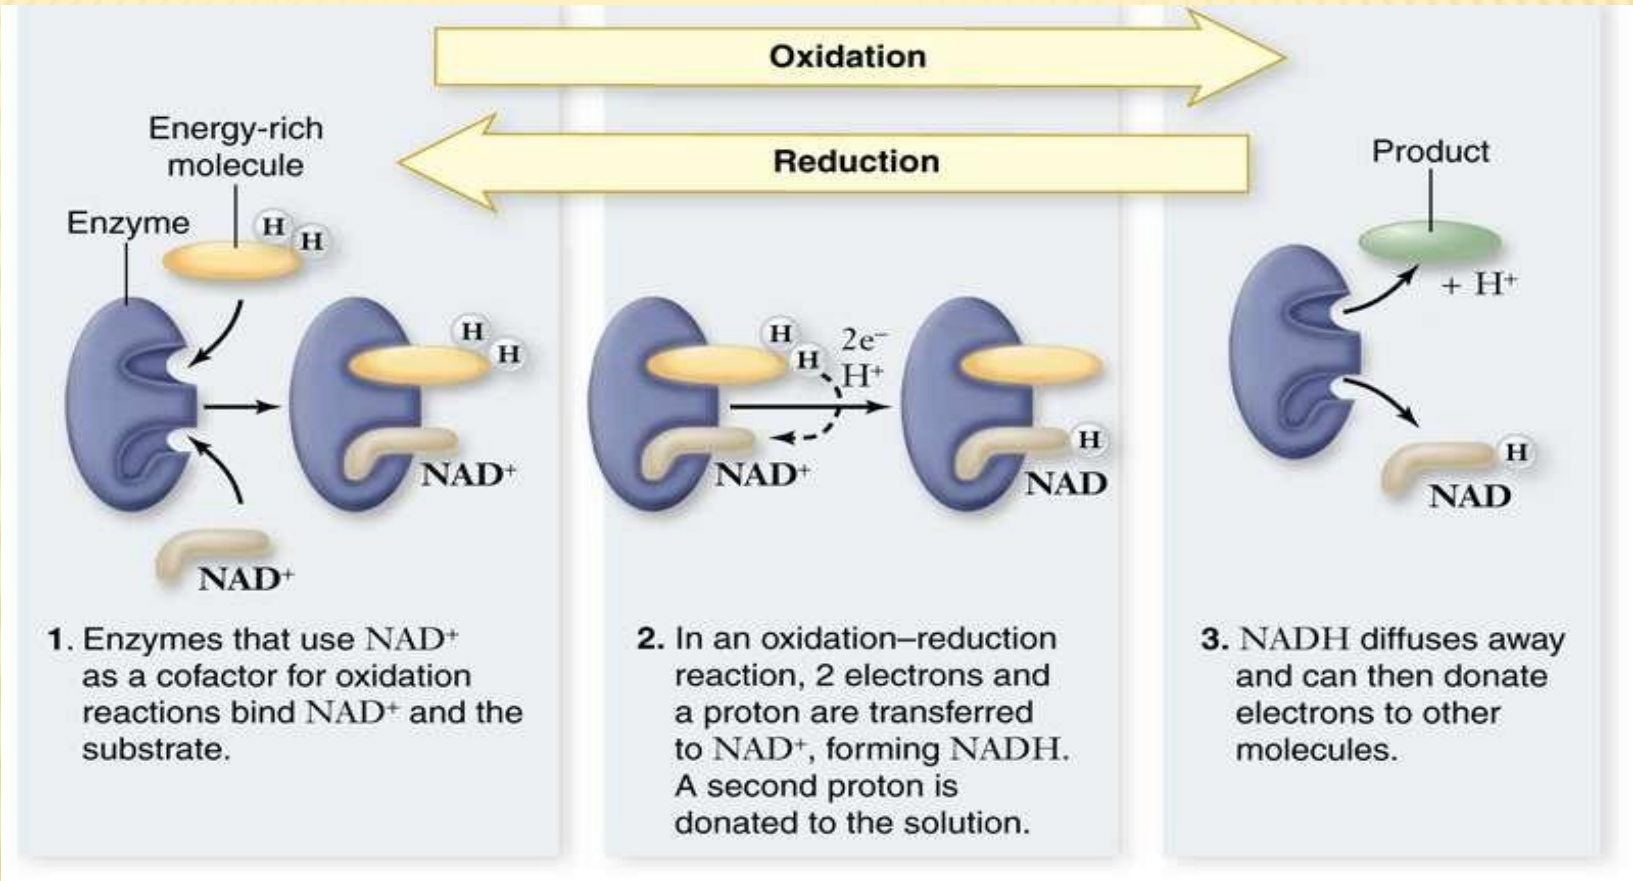 Oxidation
Reduction
Energy-rich
molecule
Enzyme
H
H
NAD⁺
H
H
NAD⁺
H
H
2e⁻
H⁺
NAD⁺
H
NAD
Product
+ H⁺
H
NAD
1. Enzymes that use NAD⁺
as a cofactor for oxidation
reactions bind NAD⁺ and the
substrate.
2. In an oxidation–reduction
reaction, 2 electrons and
a proton are transferred
to NAD⁺, forming NADH.
A second proton is
donated to the solution.
3. NADH diffuses away
and can then donate
electrons to other
molecules.